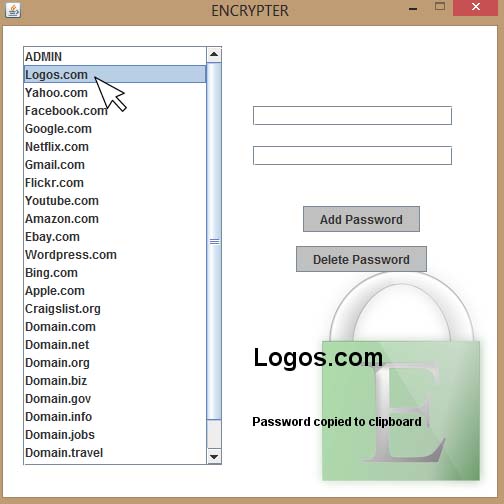 ENCRYPTER
ADMIN
Logos.com
Yahoo.com
Facebook.com
Google.com
Netflix.com
Gmail.com
Flickr.com
Youtube.com
Amazon.com
Ebay.com
Wordpress.com
Bing.com
Apple.com
Craigslist.org
Domain.com
Domain.net
Domain.org
Domain.biz
Domain.gov
Domain.info
Domain.jobs
Domain.travel
Add Password
Delete Password
Logos.com
Password copied to clipboard
E